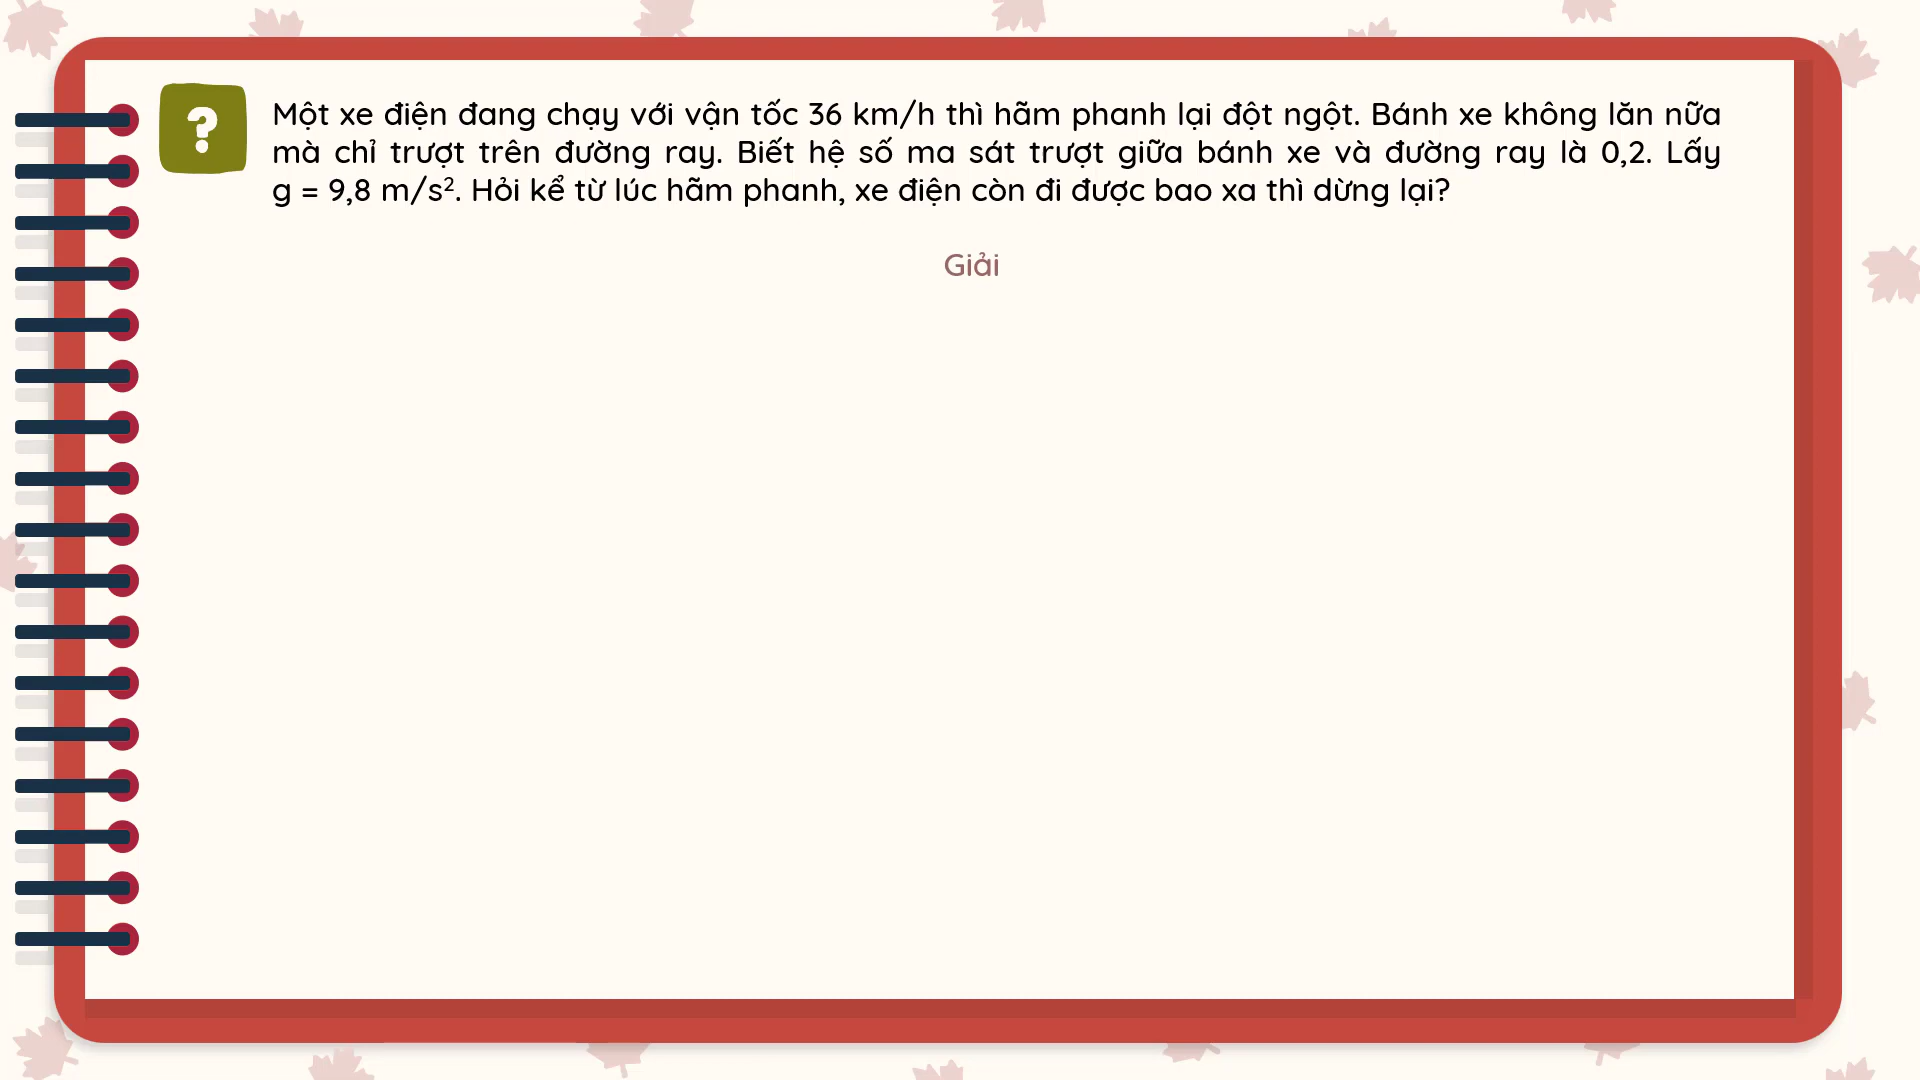 ?
Một xe điện đang chạy với vận tốc 36 km/h thì hãm phanh lại đột ngột. Bánh xe không lăn nữa
mà chỉ trượt trên đường ray. Biết hệ số ma sát trượt giữa bánh xe và đường ray là 0,2. Lấy
g = 9,8 m/s². Hỏi kể từ lúc hãm phanh, xe điện còn đi được bao xa thì dừng lại?
Giải